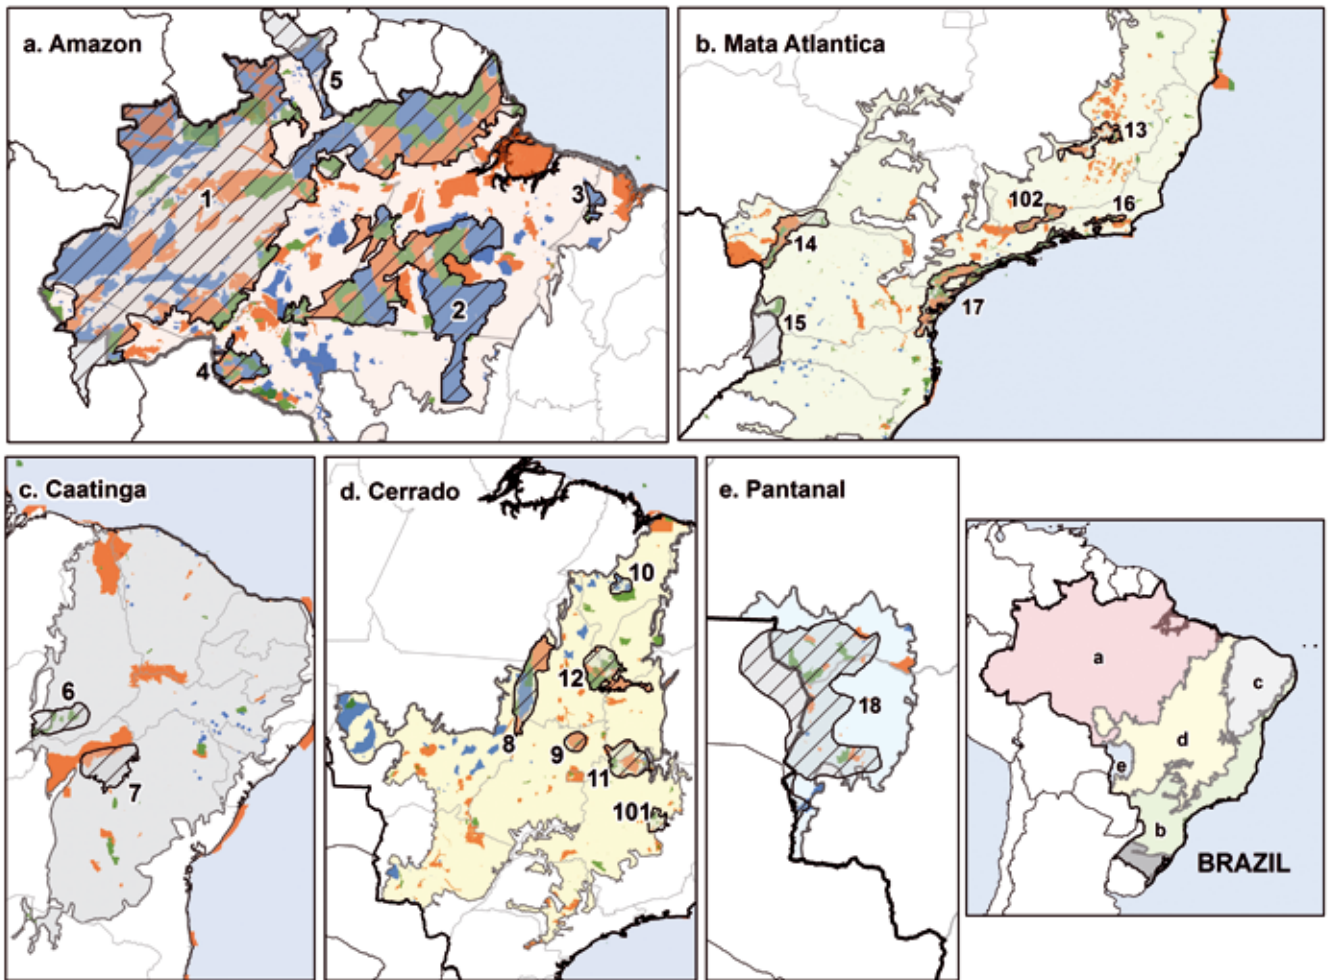 a. Amazon
5
1
3
2
4
b. Mata Atlantica
13
102
16
14
17
15
c. Caatinga
6
7
d. Cerrado
10
12
8
9
11
101
e. Pantanal
18
a
c
d
e
b
BRAZIL